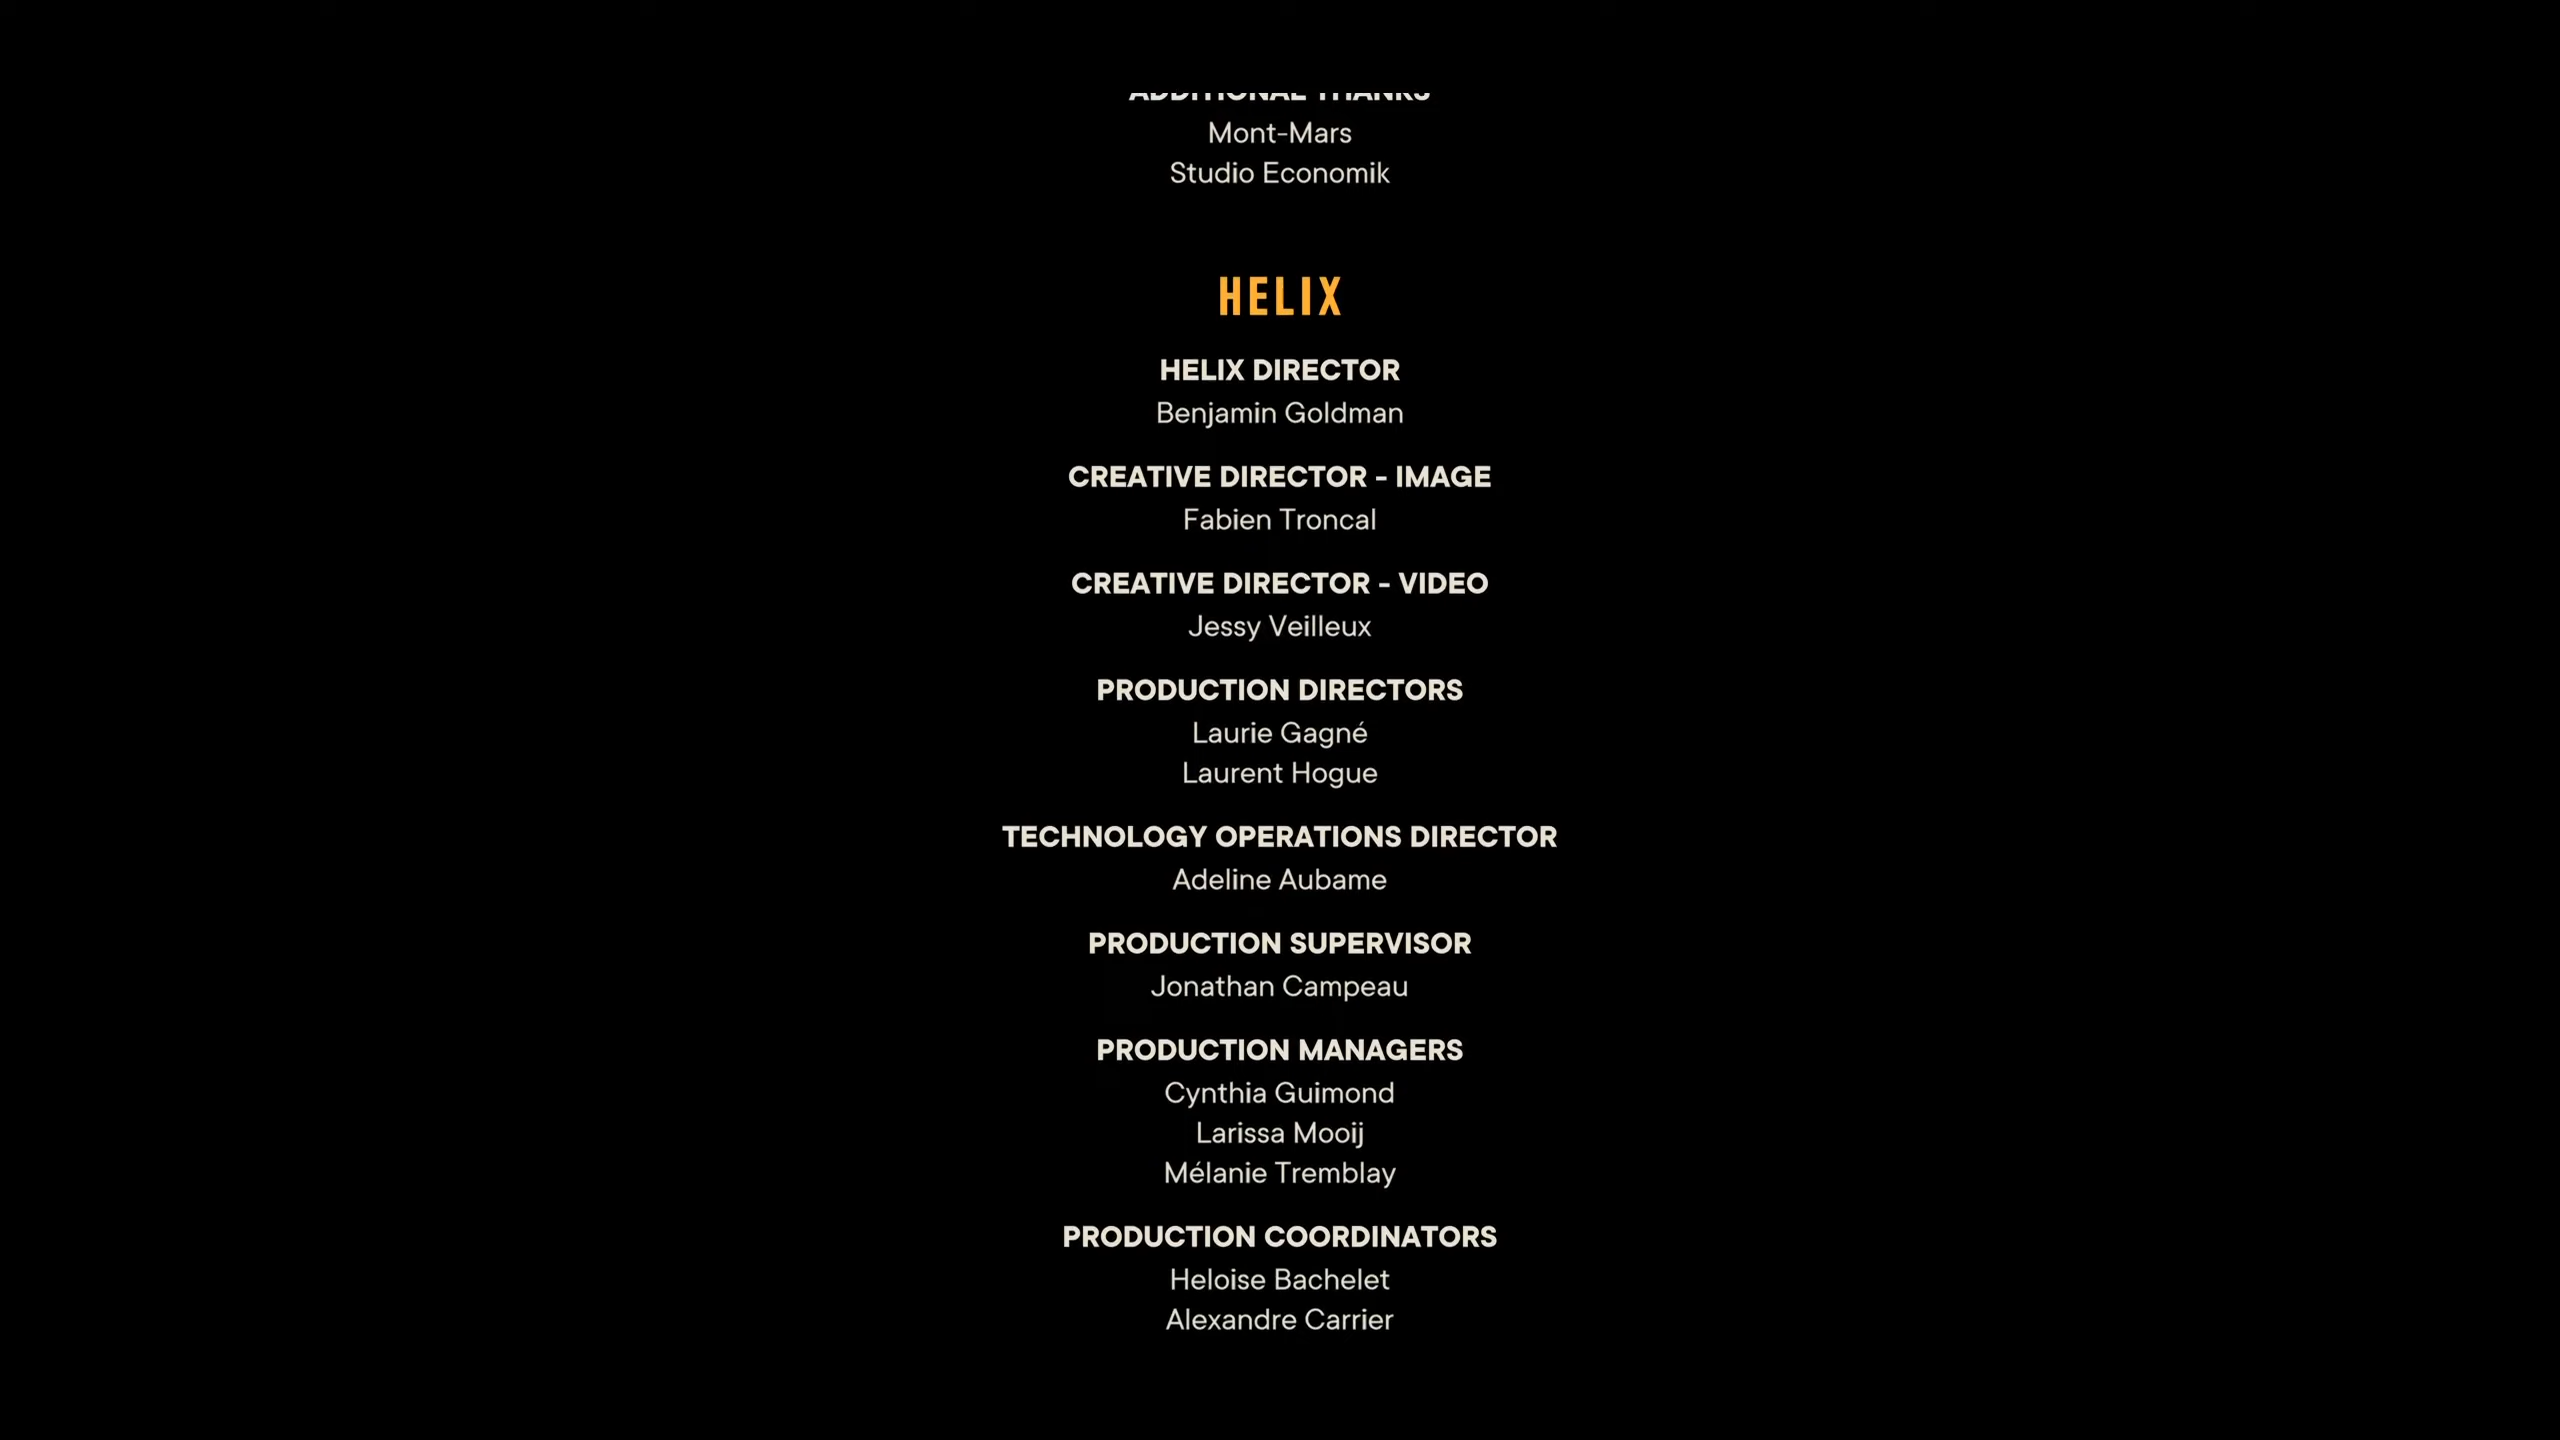 ADDITIONAL THANKS
Mont-Mars
Studio Economik
HELIX
HELIX DIRECTOR
Benjamin Goldman
CREATIVE DIRECTOR - IMAGE
Fabien Troncal
CREATIVE DIRECTOR - VIDEO
Jessy Veilleux
PRODUCTION DIRECTORS
Laurie Gagné
Laurent Hogue
TECHNOLOGY OPERATIONS DIRECTOR
Adeline Aubame
PRODUCTION SUPERVISOR
Jonathan Campeau
PRODUCTION MANAGERS
Cynthia Guimond
Larissa Mooij
Mélanie Tremblay
PRODUCTION COORDINATORS
Heloise Bachelet
Alexandre Carrier